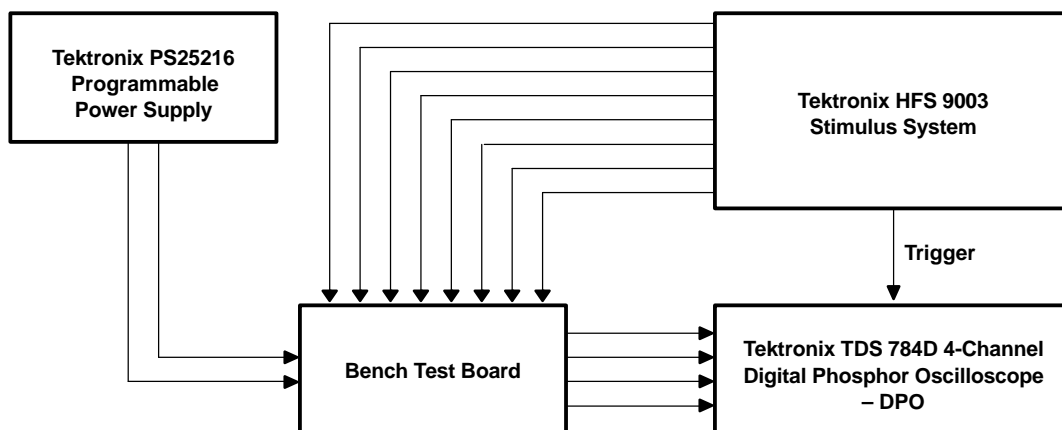 Tektronix PS25216
Programmable
Power Supply
Tektronix HFS 9003
Stimulus System
Trigger
Bench Test Board
Tektronix TDS 784D 4-Channel
Digital Phosphor Oscilloscope
– DPO